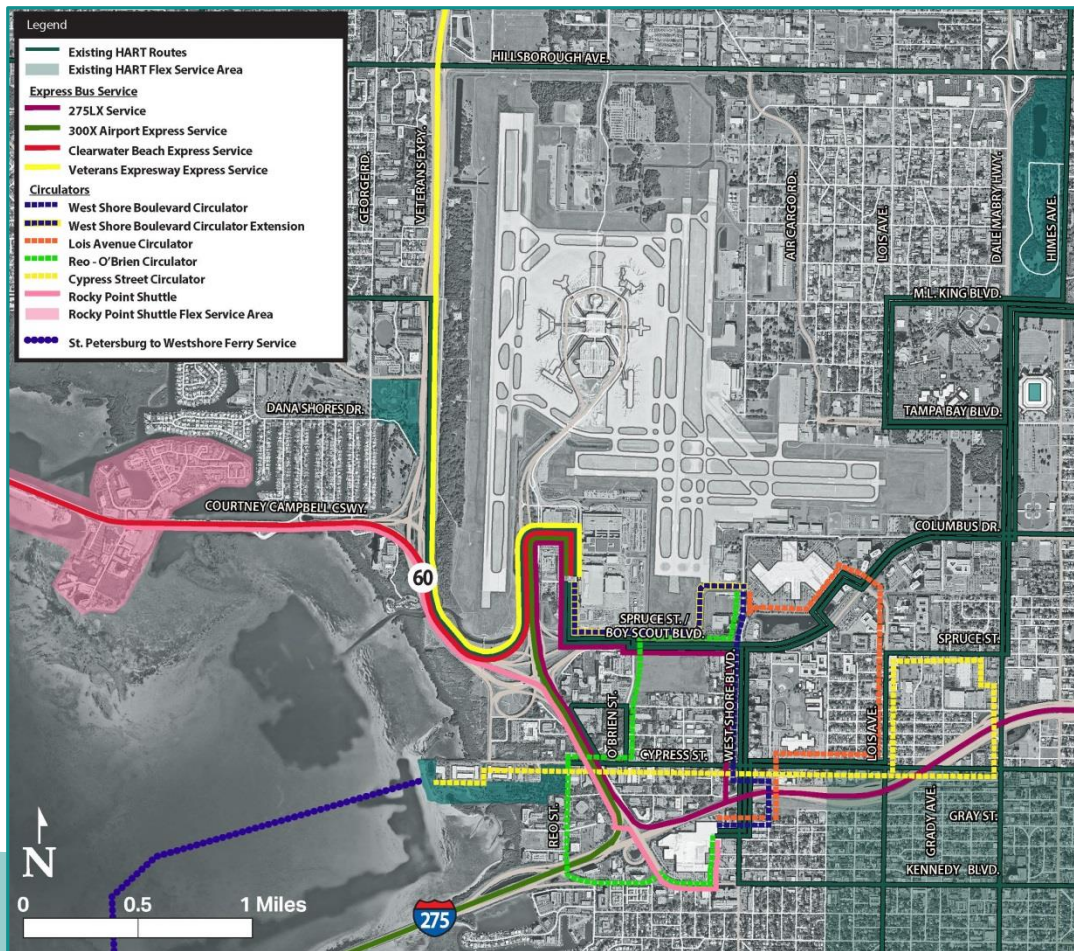 Legend
Existing HART Routes
Existing HART Flex Service Area
Express Bus Service
275LX Service
300X Airport Express Service
Clearwater Beach Express Service
Veterans Expresway Express Service
Circulators
West Shore Boulevard Circulator
West Shore Boulevard Circulator Extension
Lois Avenue Circulator
Reo - O'Brien Circulator
Cypress Street Circulator
Rocky Point Shuttle
Rocky Point Shuttle Flex Service Area
St. Petersburg to Westshore Ferry Service
HILLSBOROUGH AVE.
GEORGE RD.
VETERANS EXPY.
AIR CARGO RD.
LOIS AVE.
DALE MABRY HWY.
HIMES AVE.
M.L. KING BLVD.
DANA SHORES DR.
TAMPA BAY BLVD.
COURTNEY CAMPBELL CSWY.
COLUMBUS DR.
60
SPRUCE ST. /
BOY SCOUT BLVD.
SPRUCE ST.
WEST SHORE BLVD.
O'BRIEN ST.
LOIS AVE.
CYPRESS ST.
REO ST.
GRADY AVE.
GRAY ST.
KENNEDY BLVD.
N
0 0.5 1 Miles
275